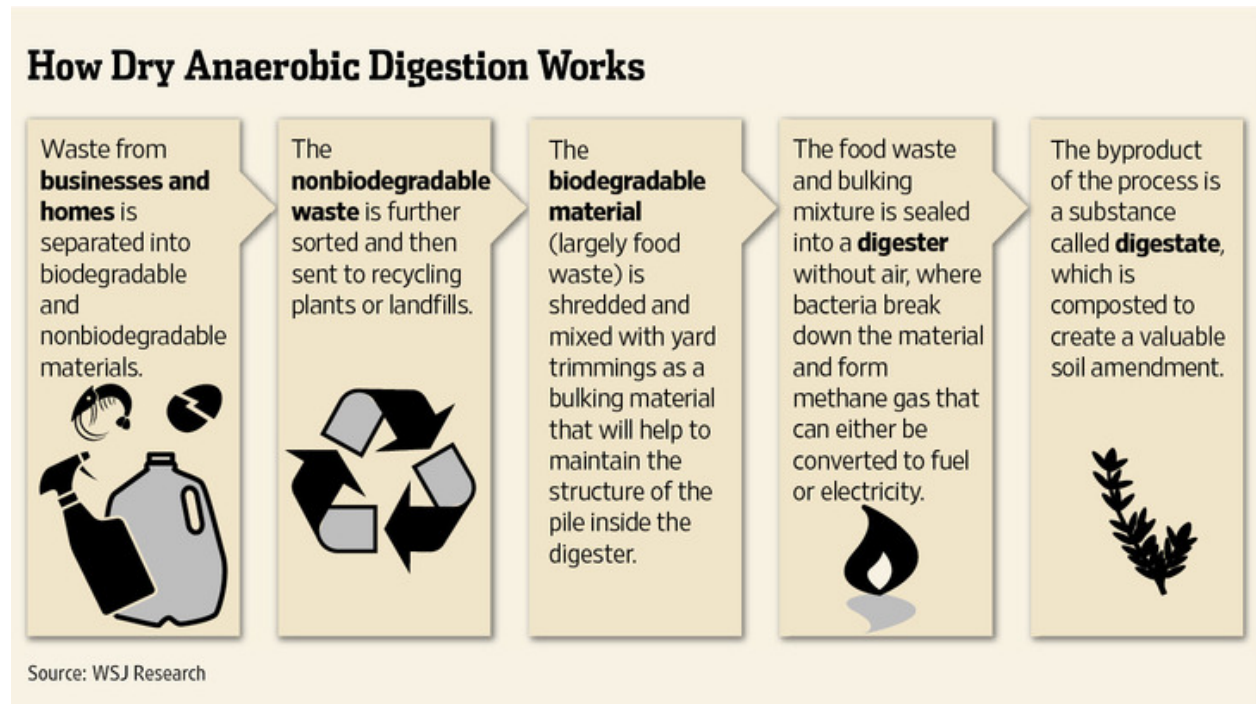 How Dry Anaerobic Digestion Works
Waste from
businesses and
homes is
separated into
biodegradable
and
nonbiodegradable
materials.
The
nonbiodegradable
waste is further
sorted and then
sent to recycling
plants or landfills.
The
biodegradable
material
(largely food
waste) is
shredded and
mixed with yard
trimmings as a
bulking material
that will help to
maintain the
structure of the
pile inside the
digester.
The food waste
and bulking
mixture is sealed
into a digester
without air, where
bacteria break
down the material
and form
methane gas that
can either be
converted to fuel
or electricity.
The byproduct
of the process is
a substance
called digestate,
which is
composted to
create a valuable
soil amendment.
Source: WSJ Research